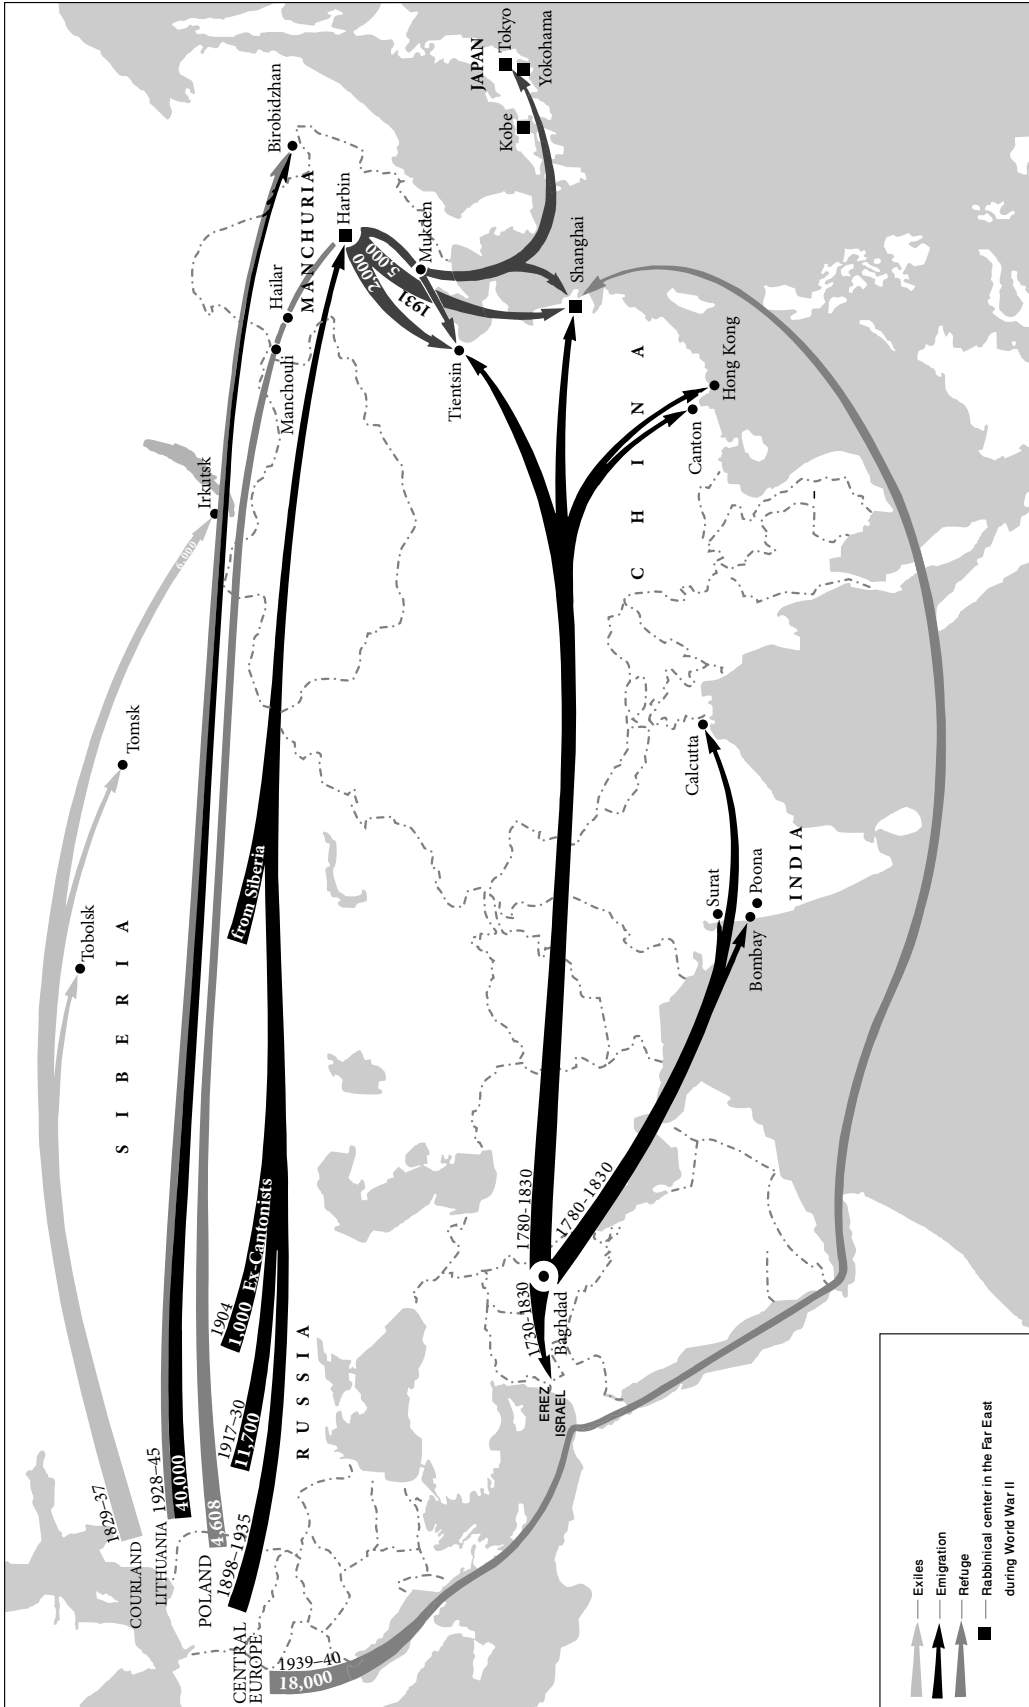 COURLAND
1829–37
LITHUANIA 1928–45
40,000
POLAND
4,608
1898–1935
CENTRAL
EUROPE
1939–40
18,000
1917–30
11,700
1904
1,000 Ex-Cantonists
from Siberia
6,000
S I B E R I A
R U S S I A
Tobolsk
Tomsk
Irkutsk
Manchouli
Hailar
MANCHURIA
Birobidzhan
Harbin
2,000
5,000
1931
Mukden
Tientsin
JAPAN
Tokyo
Yokohama
Kobe
Shanghai
C H I N A
Canton
Hong Kong
EREZ
ISRAEL
1730-1830
Baghdad
1780-1830
1780-1830
Surat
Bombay
Poona
INDIA
Calcutta
Exiles
Emigration
Refuge
Rabbinical center in the Far East
during World War II